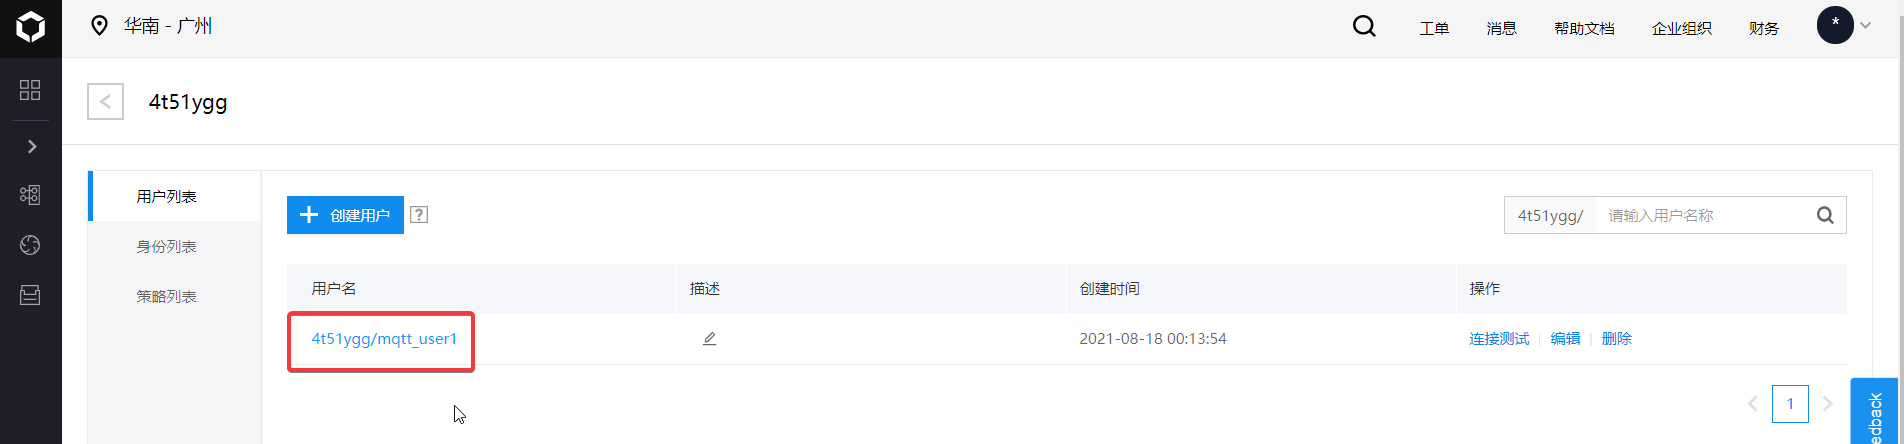 华南 - 广州
工单 消息 帮助文档 企业组织 财务 *
4t51ygg
用户列表
身份列表
策略列表
创建用户 ?
4t51ygg/ 请输入用户名称
用户名 描述 创建时间 操作
4t51ygg/mqtt_user1 2021-08-18 00:13:54 连接测试 编辑 删除
1
edback